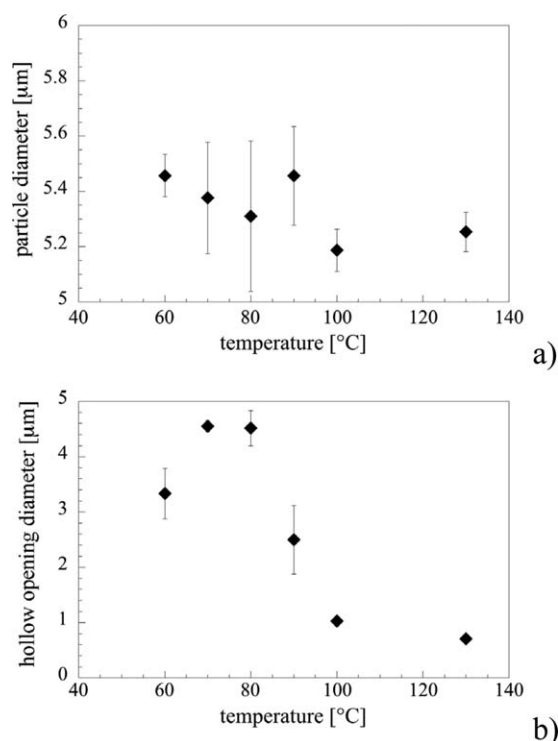 6
5.8
5.6
5.4
5.2
5
particle diameter [µm]
40 60 80 100 120 140
temperature [°C]
a)
5
4
3
2
1
0
hollow opening diameter [µm]
40 60 80 100 120 140
temperature [°C]
b)